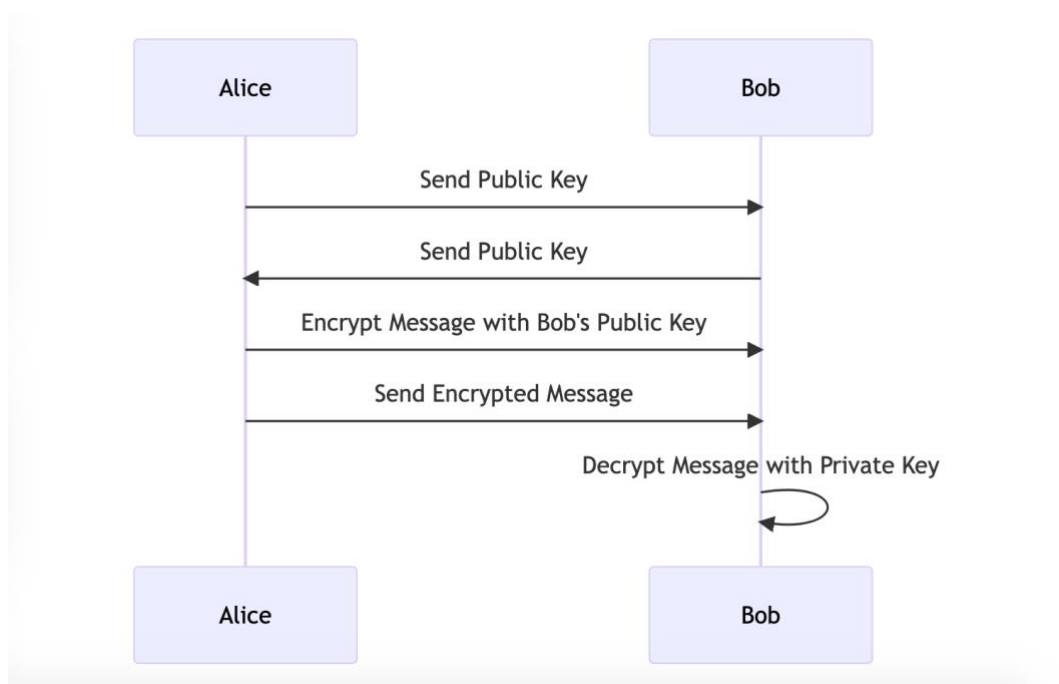 Alice
Bob
Send Public Key
Send Public Key
Encrypt Message with Bob's Public Key
Send Encrypted Message
Decrypt Message with Private Key
Alice
Bob